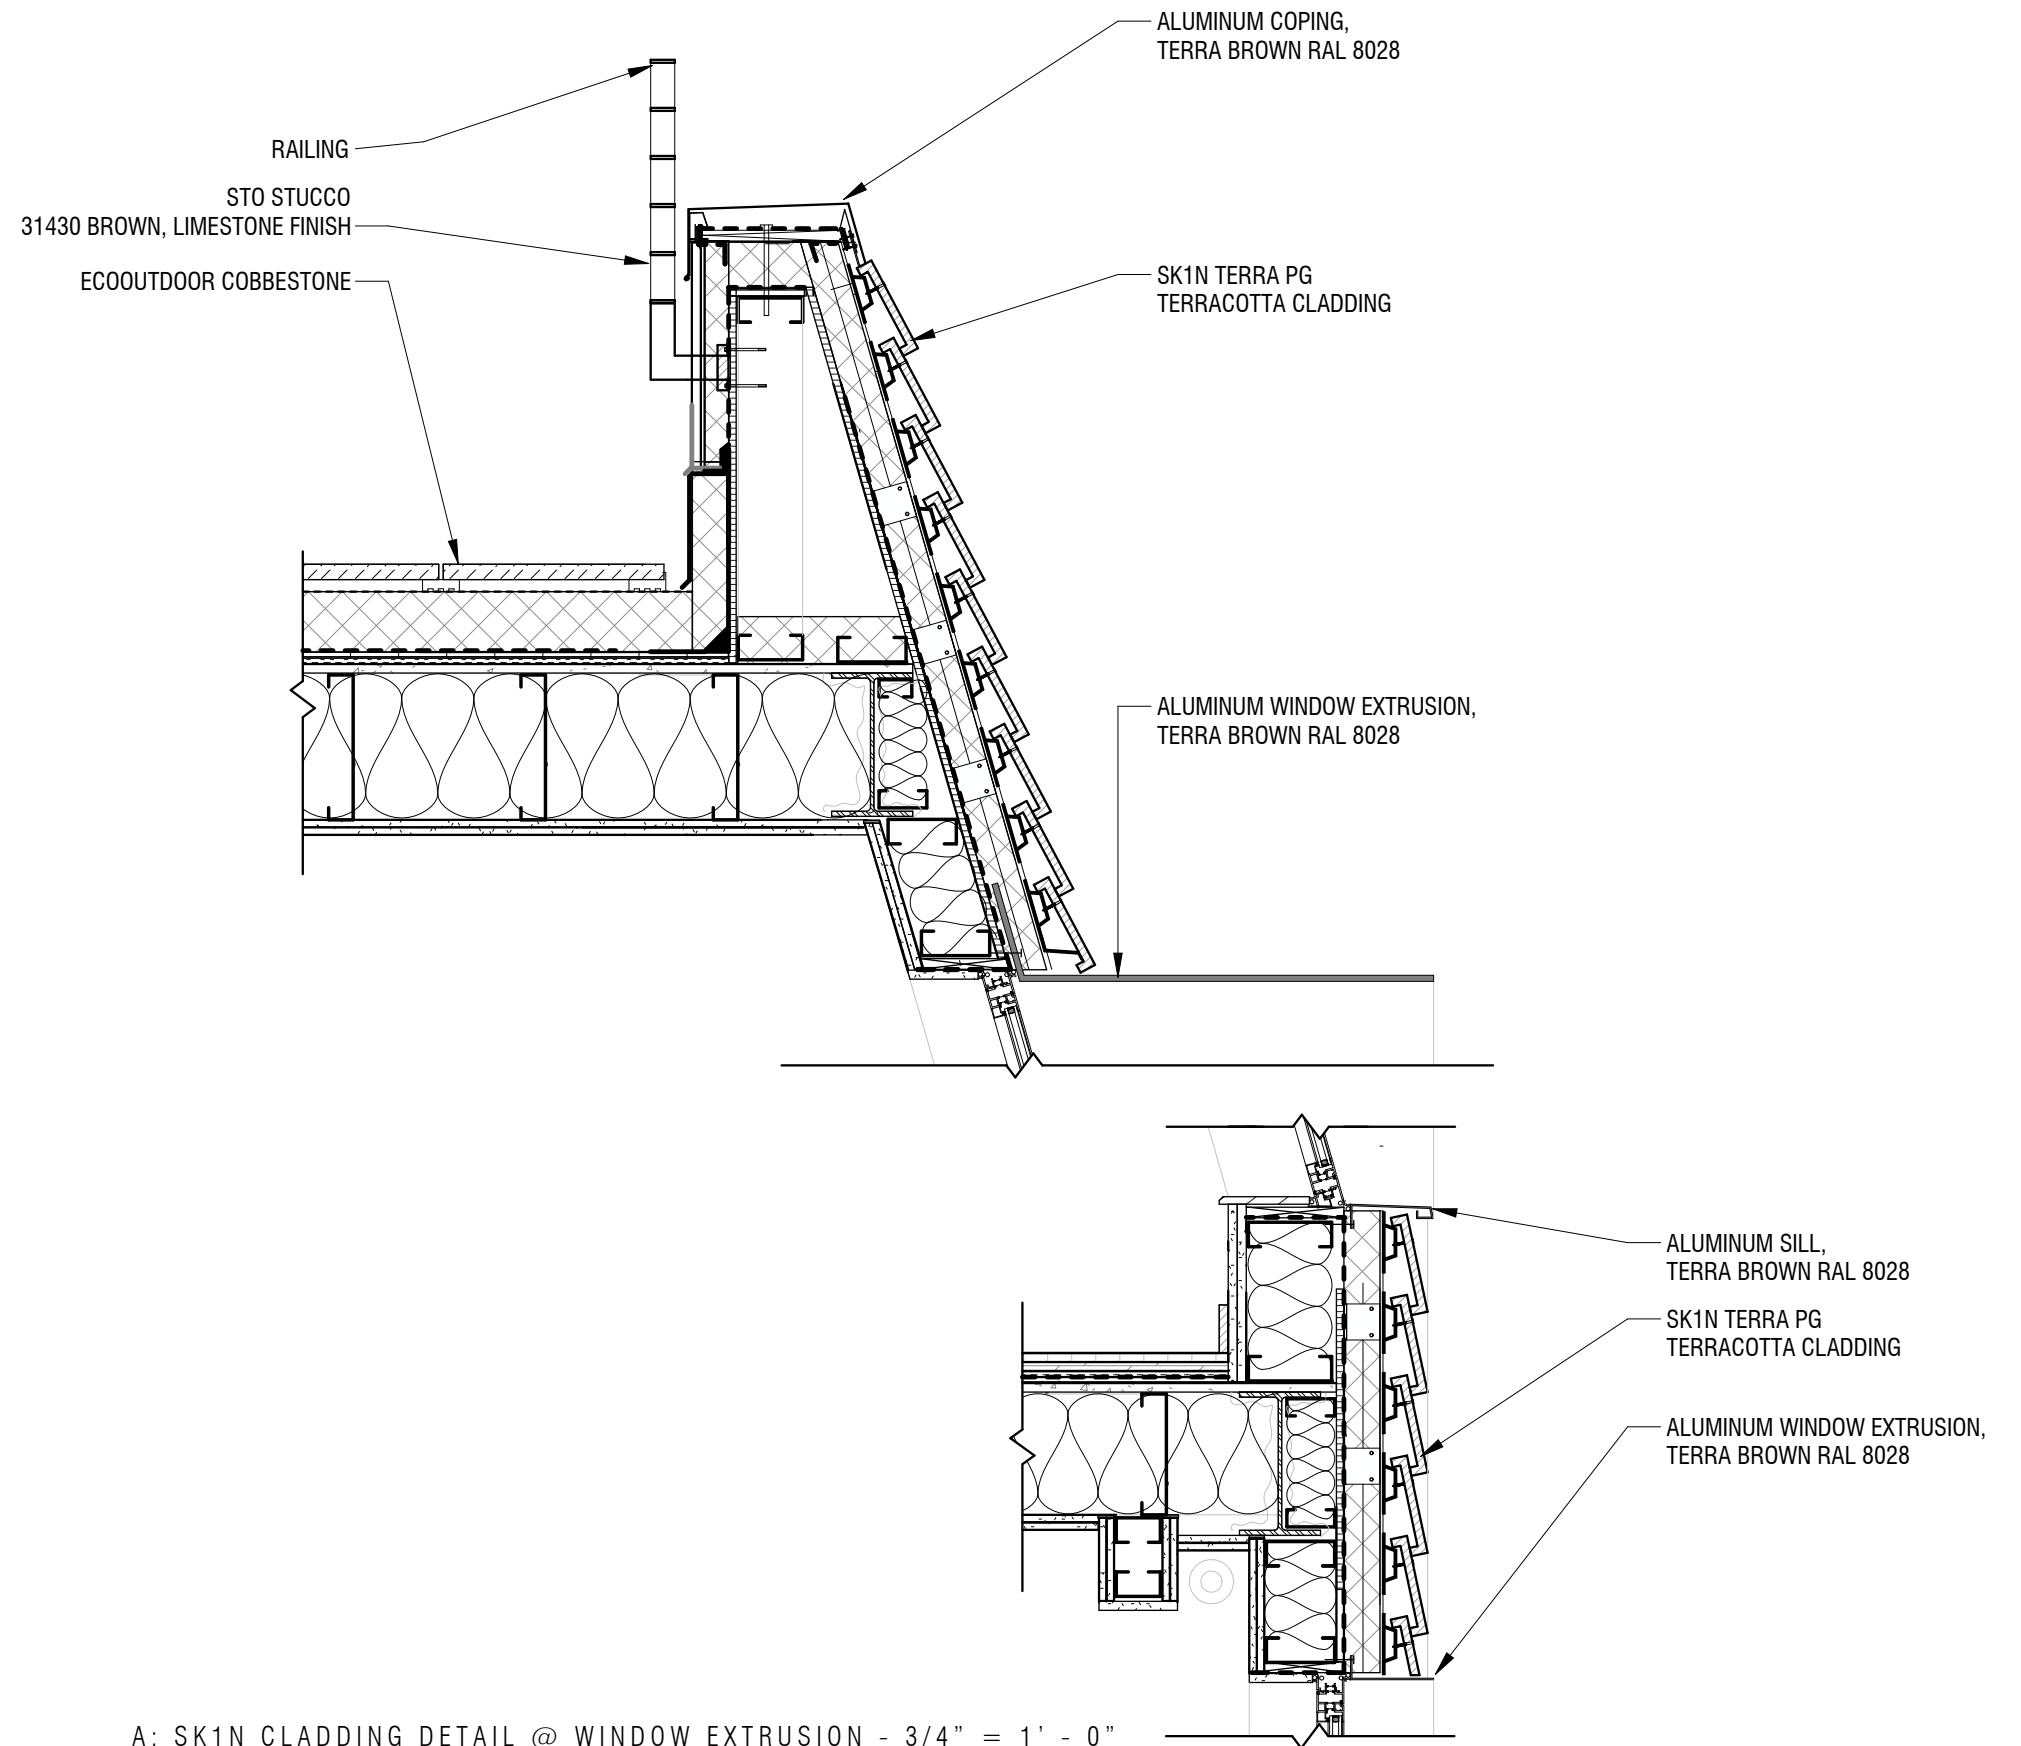 ALUMINUM COPING,
TERRA BROWN RAL 8028
RAILING
STO STUCCO
31430 BROWN, LIMESTONE FINISH
ECOOUTDOOR COBBESTONE
SK1N TERRA PG
TERRACOTTA CLADDING
ALUMINUM WINDOW EXTRUSION,
TERRA BROWN RAL 8028
ALUMINUM SILL,
TERRA BROWN RAL 8028
SK1N TERRA PG
TERRACOTTA CLADDING
ALUMINUM WINDOW EXTRUSION,
TERRA BROWN RAL 8028
A: SK1N CLADDING DETAIL @ WINDOW EXTRUSION - 3/4” = 1’ - 0”